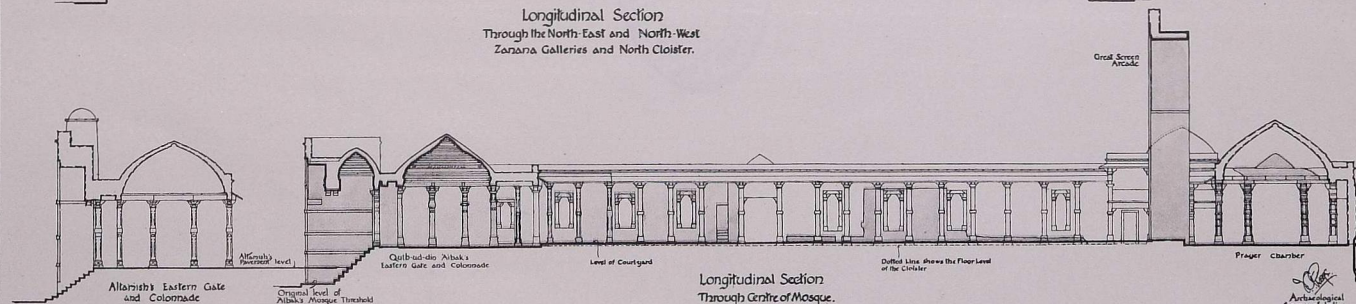 Longitudinal Section
Through the North-East and North-West
Zanana Galleries and North Cloister.
Great Screen
Arcade
Altamish's
Pavement level
Altamish's Eastern Gate
and Colonnade
Original level of
Aibak's Mosque Threshold
Qutb-ud-din Aibak's
Eastern Gate and Colonnade
Level of Courtyard
Dotted Line shows the Floor Level
of the Cloister
Prayer Chamber
Longitudinal Section
Through Centre of Mosque.
Archaeological